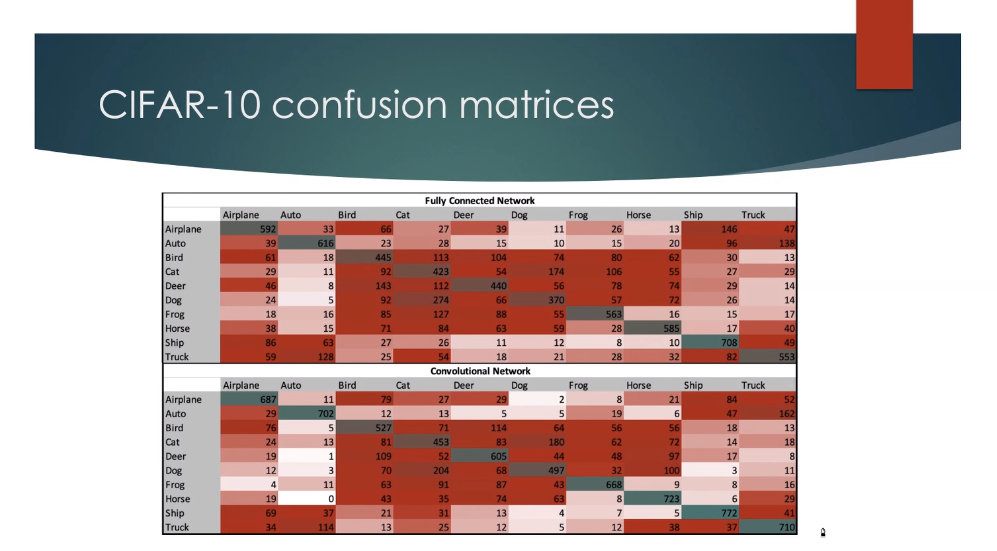 CIFAR-10 confusion matrices
Fully Connected Network
Airplane Auto Bird Cat Deer Dog Frog Horse Ship Truck
Airplane 592 33 66 27 39 11 26 13 146 47
Auto 39 616 23 28 15 10 15 20 96 138
Bird 61 18 445 113 104 74 80 62 30 13
Cat 29 11 92 423 54 174 106 55 27 29
Deer 46 8 143 112 440 56 78 74 29 14
Dog 24 5 92 274 66 370 57 72 26 14
Frog 18 16 85 127 88 55 563 16 15 17
Horse 38 15 71 84 63 59 28 585 17 40
Ship 86 63 27 26 11 12 8 10 708 49
Truck 59 128 25 54 18 21 28 32 82 553
Convolutional Network
Airplane Auto Bird Cat Deer Dog Frog Horse Ship Truck
Airplane 687 11 79 27 29 2 8 21 84 52
Auto 29 702 12 13 5 5 19 6 47 162
Bird 76 5 527 71 114 64 56 56 18 13
Cat 24 13 81 453 83 180 62 72 14 18
Deer 19 1 109 52 605 44 48 97 17 8
Dog 12 3 70 204 68 497 32 100 3 11
Frog 4 11 63 91 87 43 668 9 8 16
Horse 19 0 43 35 74 63 8 723 6 29
Ship 69 37 21 31 13 4 7 5 772 41
Truck 34 114 13 25 12 5 12 38 37 710